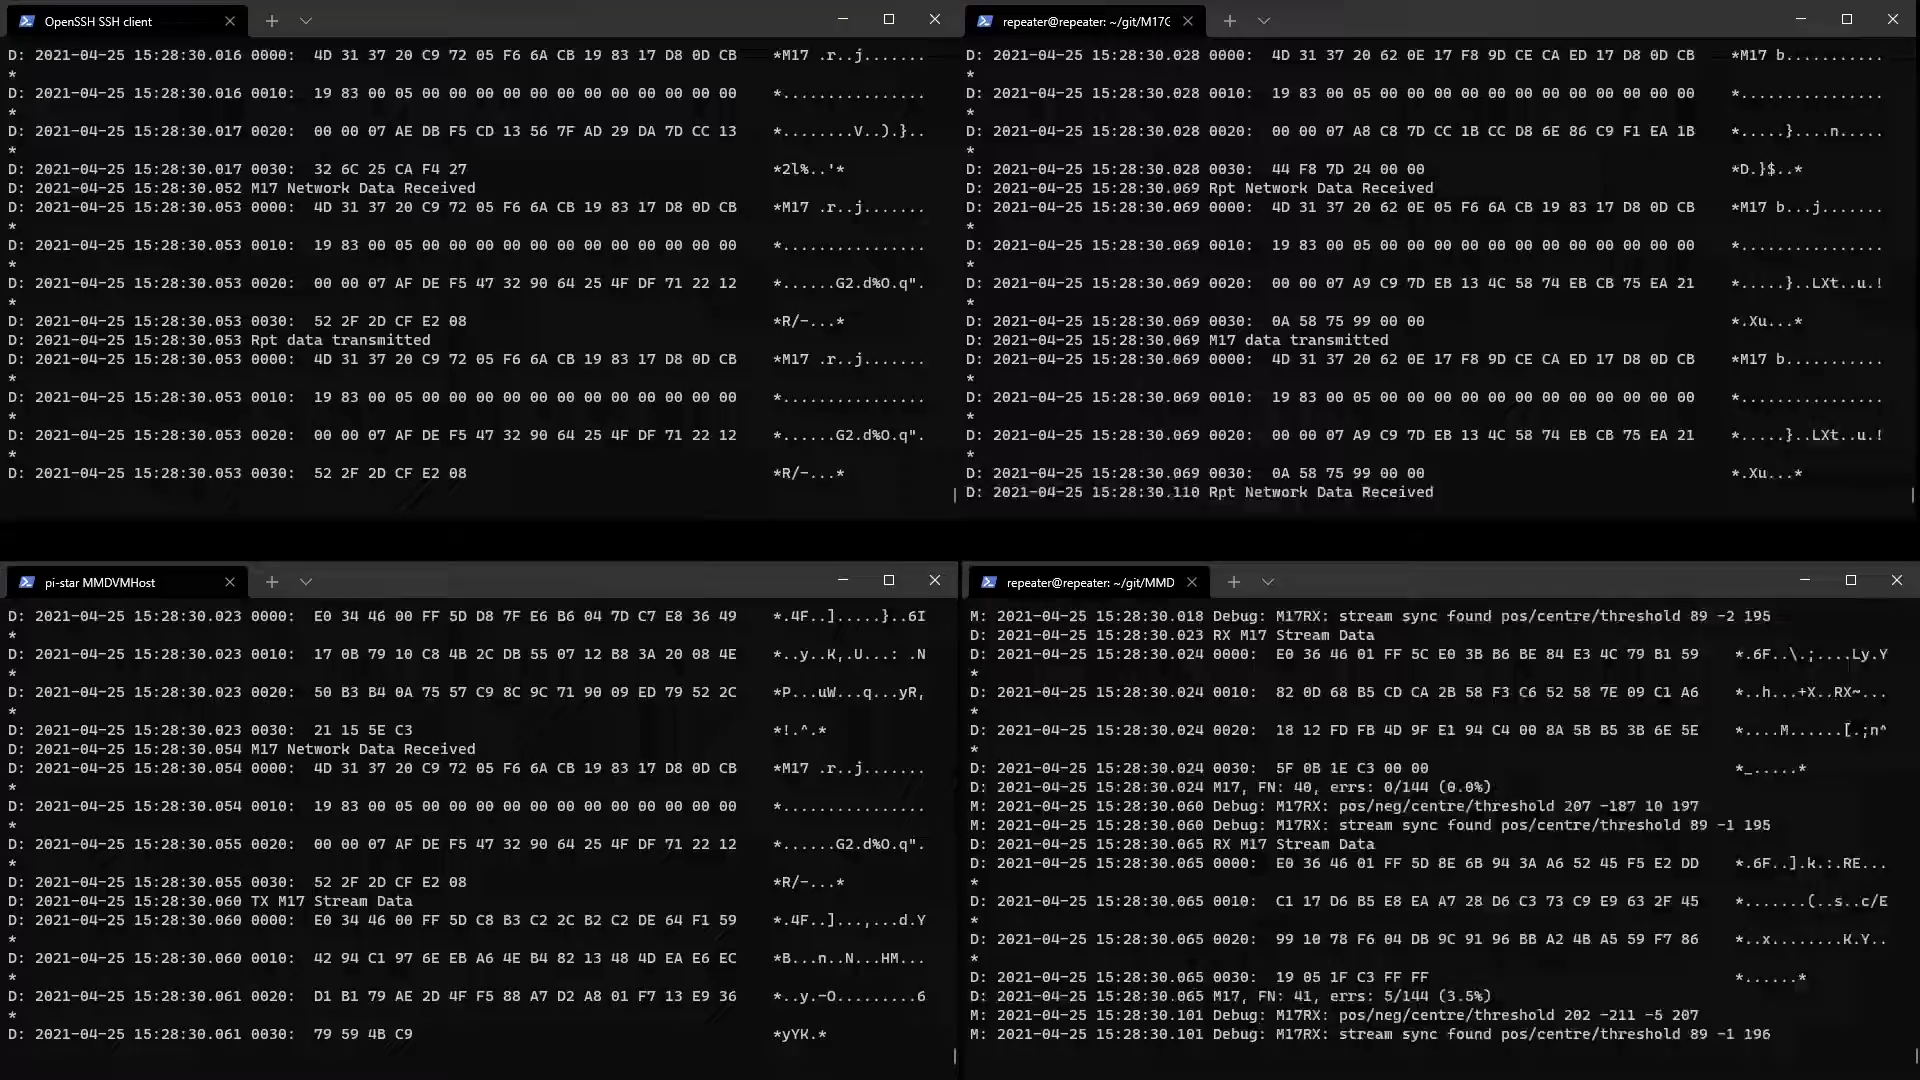 OpenSSH SSH client
D: 2021-04-25 15:28:30.016 0000:  4D 31 37 20 C9 72 05 F6 6A CB 19 83 17 D8 0D CB    *M17 .r..j.......
*
D: 2021-04-25 15:28:30.016 0010:  19 83 00 05 00 00 00 00 00 00 00 00 00 00 00 00    *................
*
D: 2021-04-25 15:28:30.017 0020:  00 00 07 AE DB F5 CD 13 56 7F AD 29 DA 7D CC 13    *........V..).}..
*
D: 2021-04-25 15:28:30.017 0030:  32 6C 25 CA F4 27    *2l%..'*
D: 2021-04-25 15:28:30.052 M17 Network Data Received
D: 2021-04-25 15:28:30.053 0000:  4D 31 37 20 C9 72 05 F6 6A CB 19 83 17 D8 0D CB    *M17 .r..j.......
*
D: 2021-04-25 15:28:30.053 0010:  19 83 00 05 00 00 00 00 00 00 00 00 00 00 00 00    *................
*
D: 2021-04-25 15:28:30.053 0020:  00 00 07 AF DE F5 47 32 90 64 25 4F DF 71 22 12    *......G2.d%O.q".
*
D: 2021-04-25 15:28:30.053 0030:  52 2F 2D CF E2 08    *R/-...*
D: 2021-04-25 15:28:30.053 Rpt data transmitted
D: 2021-04-25 15:28:30.053 0000:  4D 31 37 20 C9 72 05 F6 6A CB 19 83 17 D8 0D CB    *M17 .r..j.......
*
D: 2021-04-25 15:28:30.053 0010:  19 83 00 05 00 00 00 00 00 00 00 00 00 00 00 00    *................
*
D: 2021-04-25 15:28:30.053 0020:  00 00 07 AF DE F5 47 32 90 64 25 4F DF 71 22 12    *......G2.d%O.q".
*
D: 2021-04-25 15:28:30.053 0030:  52 2F 2D CF E2 08    *R/-...*
repeater@repeater: ~/git/M17G
D: 2021-04-25 15:28:30.028 0000:  4D 31 37 20 62 0E 17 F8 9D CE CA ED 17 D8 0D CB    *M17 b...........
*
D: 2021-04-25 15:28:30.028 0010:  19 83 00 05 00 00 00 00 00 00 00 00 00 00 00 00    *................
*
D: 2021-04-25 15:28:30.028 0020:  00 00 07 A8 C8 7D CC 1B CC D8 6E 86 C9 F1 EA 1B    *.....}....n.....
*
D: 2021-04-25 15:28:30.028 0030:  44 F8 7D 24 00 00    *D.}$..*
D: 2021-04-25 15:28:30.069 Rpt Network Data Received
D: 2021-04-25 15:28:30.069 0000:  4D 31 37 20 62 0E 05 F6 6A CB 19 83 17 D8 0D CB    *M17 b...j.......
*
D: 2021-04-25 15:28:30.069 0010:  19 83 00 05 00 00 00 00 00 00 00 00 00 00 00 00    *................
*
D: 2021-04-25 15:28:30.069 0020:  00 00 07 A9 C9 7D EB 13 4C 58 74 EB CB 75 EA 21    *.....}..LXt..u.!
*
D: 2021-04-25 15:28:30.069 0030:  0A 58 75 99 00 00    *.Xu...*
D: 2021-04-25 15:28:30.069 M17 data transmitted
D: 2021-04-25 15:28:30.069 0000:  4D 31 37 20 62 0E 17 F8 9D CE CA ED 17 D8 0D CB    *M17 b...........
*
D: 2021-04-25 15:28:30.069 0010:  19 83 00 05 00 00 00 00 00 00 00 00 00 00 00 00    *................
*
D: 2021-04-25 15:28:30.069 0020:  00 00 07 A9 C9 7D EB 13 4C 58 74 EB CB 75 EA 21    *.....}..LXt..u.!
*
D: 2021-04-25 15:28:30.069 0030:  0A 58 75 99 00 00    *.Xu...*
D: 2021-04-25 15:28:30.110 Rpt Network Data Received
pi-star MMDVMHost
D: 2021-04-25 15:28:30.023 0000:  E0 34 46 00 FF 5D D8 7F E6 B6 04 7D C7 E8 36 49    *.4F..].....}..6I
*
D: 2021-04-25 15:28:30.023 0010:  17 0B 79 10 C8 4B 2C DB 55 07 12 B8 3A 20 08 4E    *..y..K,.U...: .N
*
D: 2021-04-25 15:28:30.023 0020:  50 B3 B4 0A 75 57 C9 8C 9C 71 90 09 ED 79 52 2C    *P...uW...q...yR,
*
D: 2021-04-25 15:28:30.023 0030:  21 15 5E C3    *!.^.*
D: 2021-04-25 15:28:30.054 M17 Network Data Received
D: 2021-04-25 15:28:30.054 0000:  4D 31 37 20 C9 72 05 F6 6A CB 19 83 17 D8 0D CB    *M17 .r..j.......
*
D: 2021-04-25 15:28:30.054 0010:  19 83 00 05 00 00 00 00 00 00 00 00 00 00 00 00    *................
*
D: 2021-04-25 15:28:30.055 0020:  00 00 07 AF DE F5 47 32 90 64 25 4F DF 71 22 12    *......G2.d%O.q".
*
D: 2021-04-25 15:28:30.055 0030:  52 2F 2D CF E2 08    *R/-...*
D: 2021-04-25 15:28:30.060 TX M17 Stream Data
D: 2021-04-25 15:28:30.060 0000:  E0 34 46 00 FF 5D C8 B3 C2 2C B2 C2 DE 64 F1 59    *.4F..]...,...d.Y
*
D: 2021-04-25 15:28:30.060 0010:  42 94 C1 97 6E EB A6 4E B4 82 13 48 4D EA E6 EC    *B...n..N...HM...
*
D: 2021-04-25 15:28:30.061 0020:  D1 B1 79 AE 2D 4F F5 88 A7 D2 A8 01 F7 13 E9 36    *..y.-O.........6
*
D: 2021-04-25 15:28:30.061 0030:  79 59 4B C9    *yYK.*
repeater@repeater: ~/git/MMD
M: 2021-04-25 15:28:30.018 Debug: M17RX: stream sync found pos/centre/threshold 89 -2 195
D: 2021-04-25 15:28:30.023 RX M17 Stream Data
D: 2021-04-25 15:28:30.024 0000:  E0 36 46 01 FF 5C E0 3B B6 BE 84 E3 4C 79 B1 59    *.6F..\.;....Ly.Y
*
D: 2021-04-25 15:28:30.024 0010:  82 0D 68 B5 CD CA 2B 58 F3 C6 52 58 7E 09 C1 A6    *..h...+X..RX~...
*
D: 2021-04-25 15:28:30.024 0020:  18 12 FD FB 4D 9F E1 94 C4 00 8A 5B B5 3B 6E 5E    *....M......[.;n^
*
D: 2021-04-25 15:28:30.024 0030:  5F 0B 1E C3 00 00    *_.....*
D: 2021-04-25 15:28:30.024 M17, FN: 40, errs: 0/144 (0.0%)
M: 2021-04-25 15:28:30.060 Debug: M17RX: pos/neg/centre/threshold 207 -187 10 197
M: 2021-04-25 15:28:30.060 Debug: M17RX: stream sync found pos/centre/threshold 89 -1 195
D: 2021-04-25 15:28:30.065 RX M17 Stream Data
D: 2021-04-25 15:28:30.065 0000:  E0 36 46 01 FF 5D 8E 6B 94 3A A6 52 45 F5 E2 DD    *.6F..].k.:.RE...
*
D: 2021-04-25 15:28:30.065 0010:  C1 17 D6 B5 E8 EA A7 28 D6 C3 73 C9 E9 63 2F 45    *.......(..s..c/E
*
D: 2021-04-25 15:28:30.065 0020:  99 10 78 F6 04 DB 9C 91 96 BB A2 4B A5 59 F7 86    *..x........K.Y..
*
D: 2021-04-25 15:28:30.065 0030:  19 05 1F C3 FF FF    *......*
D: 2021-04-25 15:28:30.065 M17, FN: 41, errs: 5/144 (3.5%)
M: 2021-04-25 15:28:30.101 Debug: M17RX: pos/neg/centre/threshold 202 -211 -5 207
M: 2021-04-25 15:28:30.101 Debug: M17RX: stream sync found pos/centre/threshold 89 -1 196